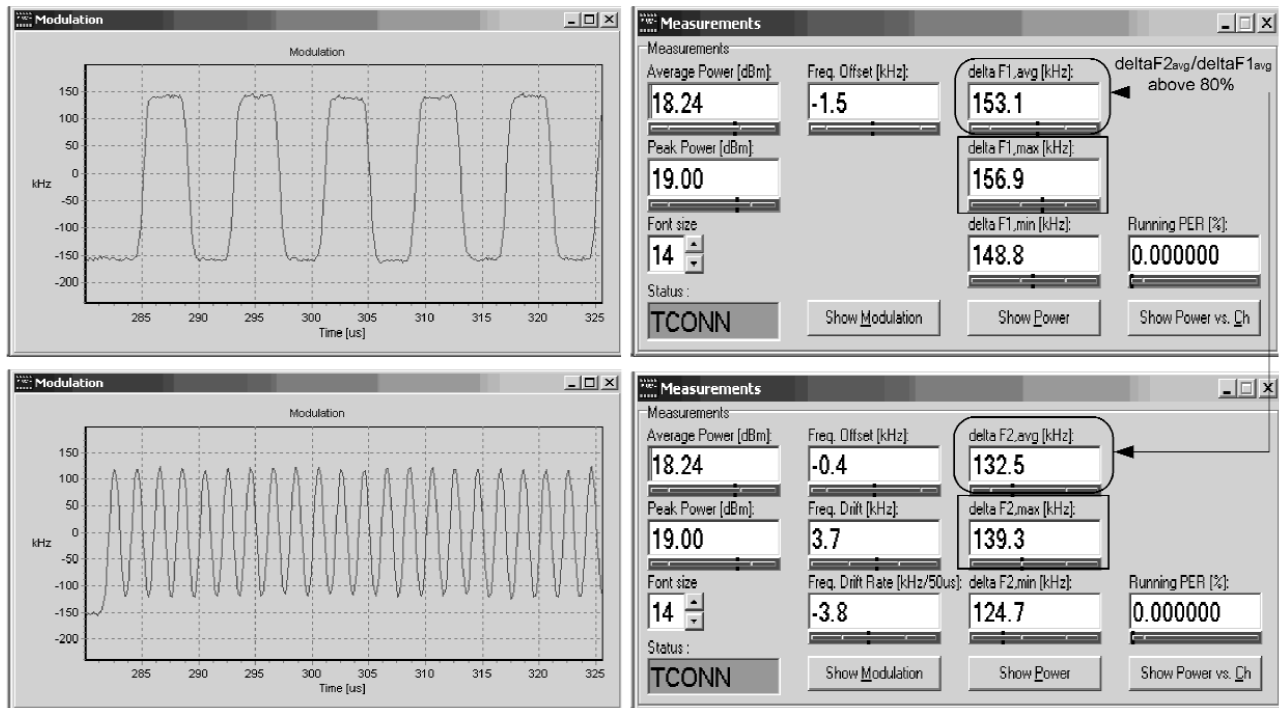 Modulation
Modulation
150
100
50
0
-50
-100
-150
-200
kHz
285 290 295 300 305 310 315 320 325
Time [us]
Measurements
Measurements
Average Power [dBm]: Freq. Offset [kHz]: delta F1,avg [kHz]:
18.24 -1.5 153.1
deltaF2avg/deltaF1avg
above 80%
Peak Power [dBm]: delta F1,max [kHz]:
19.00 156.9
Font size delta F1,min [kHz]: Running PER [%]:
14 148.8 0.000000
Status :
TCONN Show Modulation Show Power Show Power vs. Ch
Modulation
Modulation
150
100
50
0
-50
-100
-150
-200
kHz
285 290 295 300 305 310 315 320 325
Time [us]
Measurements
Measurements
Average Power [dBm]: Freq. Offset [kHz]: delta F2,avg [kHz]:
18.24 -0.4 132.5
Peak Power [dBm]: Freq. Drift [kHz]: delta F2,max [kHz]:
19.00 3.7 139.3
Font size Freq. Drift Rate [kHz/50us]: delta F2,min [kHz]: Running PER [%]:
14 -3.8 124.7 0.000000
Status :
TCONN Show Modulation Show Power Show Power vs. Ch